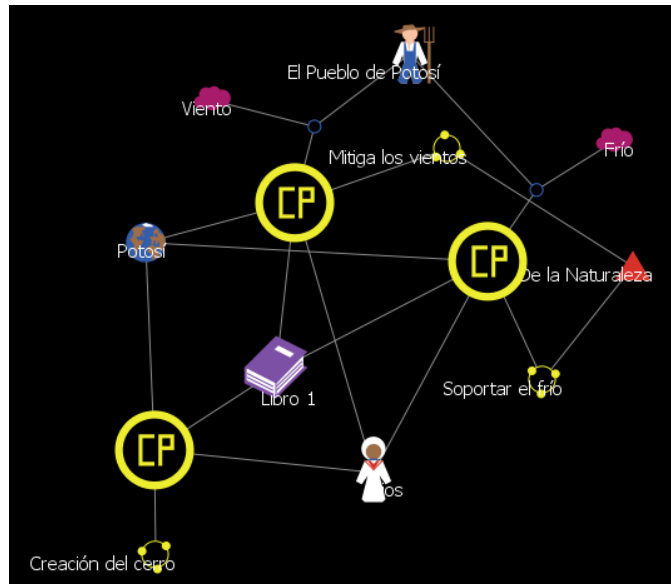 El Pueblo de Potosí
Viento
Mitiga los vientos
Frío
CP
Potosí
CP
De la Naturaleza
Libro 1
Soportar el frío
CP
Creación del cerro